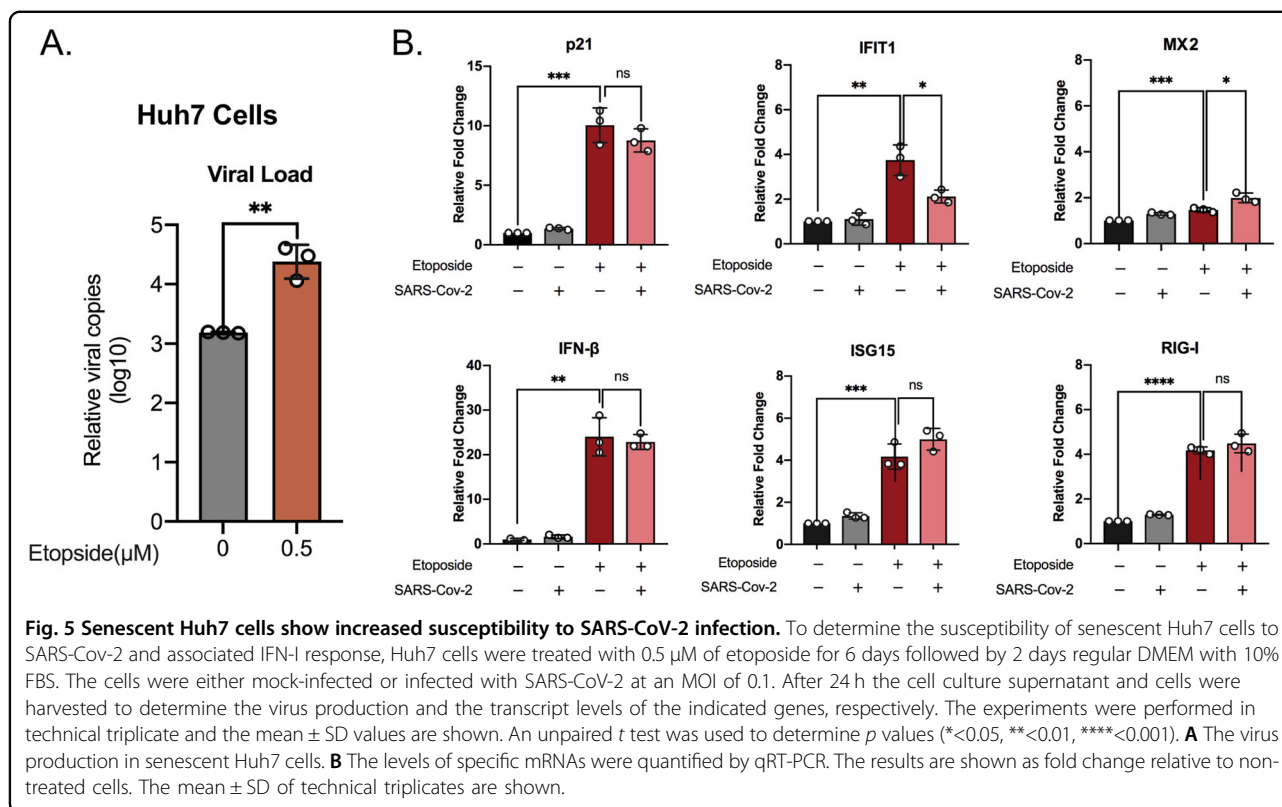 A.
Huh7 Cells
Viral Load
**
Relative viral copies
(log10)
5
4
3
2
1
0
Etopside(μM)
0
0.5
B.
p21
Relative Fold Change
15
10
5
0
***
ns
Etoposide
− − + +
SARS-Cov-2
− + − +
IFIT1
Relative Fold Change
8
6
4
2
0
**
*
Etoposide
− − + +
SARS-Cov-2
− + − +
MX2
Relative Fold Change
8
6
4
2
0
***
*
Etoposide
− − + +
SARS-Cov-2
− + − +
IFN-β
Relative Fold Change
40
30
20
10
0
**
ns
Etoposide
− − + +
SARS-Cov-2
− + − +
ISG15
Relative Fold Change
8
6
4
2
0
***
ns
Etoposide
− − + +
SARS-Cov-2
− + − +
RIG-I
Relative Fold Change
8
6
4
2
0
****
ns
Etoposide
− − + +
SARS-Cov-2
− + − +
Fig. 5 Senescent Huh7 cells show increased susceptibility to SARS-CoV-2 infection. To determine the susceptibility of senescent Huh7 cells to
SARS-Cov-2 and associated IFN-I response, Huh7 cells were treated with 0.5 μM of etoposide for 6 days followed by 2 days regular DMEM with 10%
FBS. The cells were either mock-infected or infected with SARS-CoV-2 at an MOI of 0.1. After 24 h the cell culture supernatant and cells were
harvested to determine the virus production and the transcript levels of the indicated genes, respectively. The experiments were performed in
technical triplicate and the mean ± SD values are shown. An unpaired t test was used to determine p values (*<0.05, **<0.01, ****<0.001). A The virus
production in senescent Huh7 cells. B The levels of specific mRNAs were quantified by qRT-PCR. The results are shown as fold change relative to non-
treated cells. The mean ± SD of technical triplicates are shown.